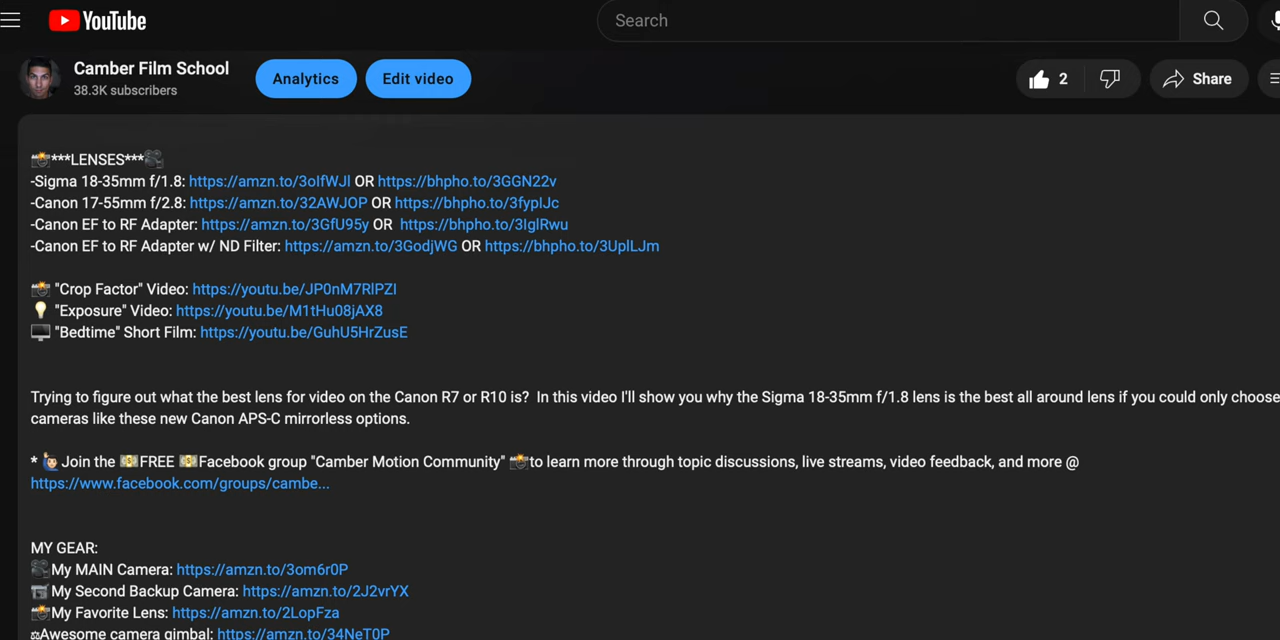 YouTube
Search
Camber Film School
38.3K subscribers
Analytics
Edit video
2
Share
📸***LENSES***🎥
-Sigma 18-35mm f/1.8: https://amzn.to/3oIfWJl OR https://bhpho.to/3GGN22v
-Canon 17-55mm f/2.8: https://amzn.to/32AWJOP OR https://bhpho.to/3fypIJc
-Canon EF to RF Adapter: https://amzn.to/3GfU95y OR https://bhpho.to/3IglRwu
-Canon EF to RF Adapter w/ ND Filter: https://amzn.to/3GodjWG OR https://bhpho.to/3UplLJm
📸 "Crop Factor" Video: https://youtu.be/JP0nM7RlPZI
💡 "Exposure" Video: https://youtu.be/M1tHu08jAX8
🖥️ "Bedtime" Short Film: https://youtu.be/GuhU5HrZusE
Trying to figure out what the best lens for video on the Canon R7 or R10 is? In this video I'll show you why the Sigma 18-35mm f/1.8 lens is the best all around lens if you could only choose
cameras like these new Canon APS-C mirrorless options.
* 🙋🏻‍♂️Join the 💵FREE 💵Facebook group "Camber Motion Community" 📸to learn more through topic discussions, live streams, video feedback, and more @
https://www.facebook.com/groups/cambe...
MY GEAR:
🎥My MAIN Camera: https://amzn.to/3om6r0P
📷My Second Backup Camera: https://amzn.to/2J2vrYX
📸My Favorite Lens: https://amzn.to/2LopFza
⚖Awesome camera gimbal: https://amzn.to/34NeT0P